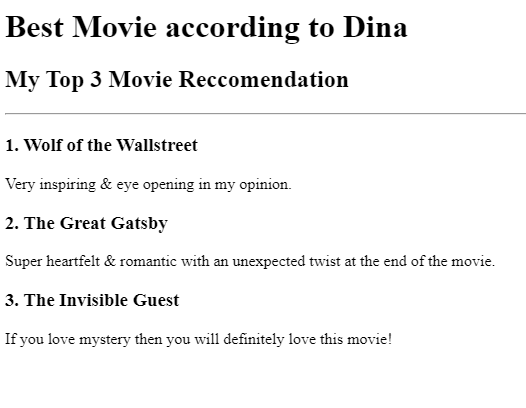 Best Movie according to Dina
My Top 3 Movie Reccomendation
1. Wolf of the Wallstreet
Very inspiring & eye opening in my opinion.
2. The Great Gatsby
Super heartfelt & romantic with an unexpected twist at the end of the movie.
3. The Invisible Guest
If you love mystery then you will definitely love this movie!